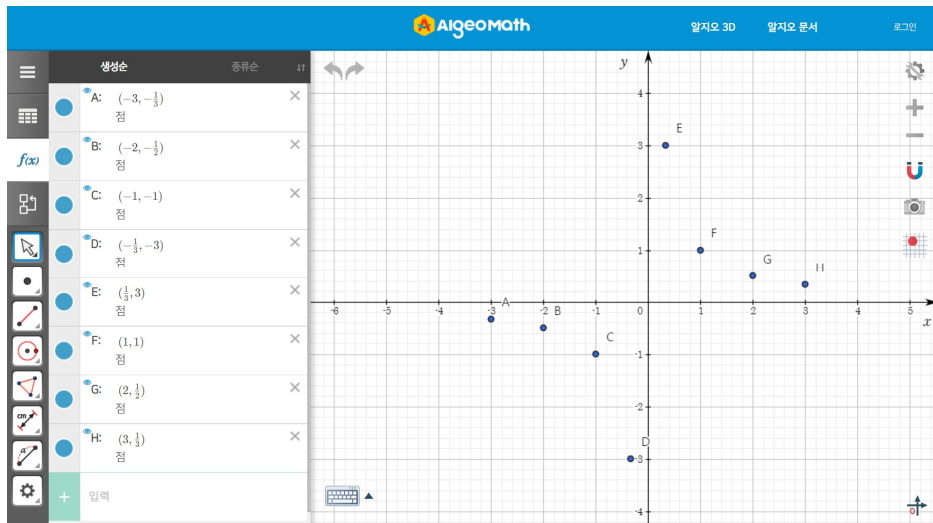 AlgeoMath 알지오 3D 알지오 문서 로그인
생성순 종류순
A: (−3, −1/3)
점
B: (−2, −1/2)
점
C: (−1, −1)
점
D: (−1/3, −3)
점
E: (1/3, 3)
점
F: (1, 1)
점
G: (2, 1/2)
점
H: (3, 1/3)
점
+ 입력
f(x)
cm
a
y
4
E
3
2
F
1
G
H
A
-6 -5 -4 -3 -2 B -1 0 1 2 3 4 5
x
C
-1
-2
D
-3
-4
0